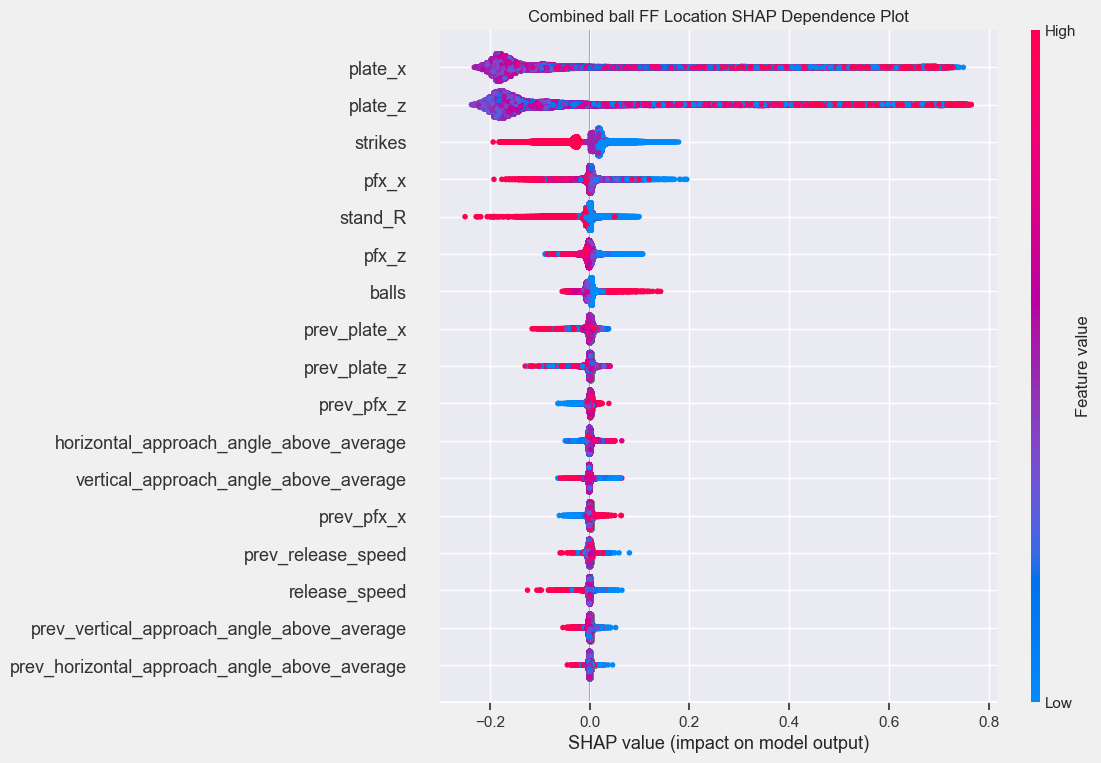 Combined ball FF Location SHAP Dependence Plot
High
plate_x
plate_z
strikes
pfx_x
stand_R
pfx_z
balls
prev_plate_x
prev_plate_z
prev_pfx_z
horizontal_approach_angle_above_average
vertical_approach_angle_above_average
prev_pfx_x
prev_release_speed
release_speed
prev_vertical_approach_angle_above_average
prev_horizontal_approach_angle_above_average
Feature value
Low
−0.2 0.0 0.2 0.4 0.6 0.8
SHAP value (impact on model output)